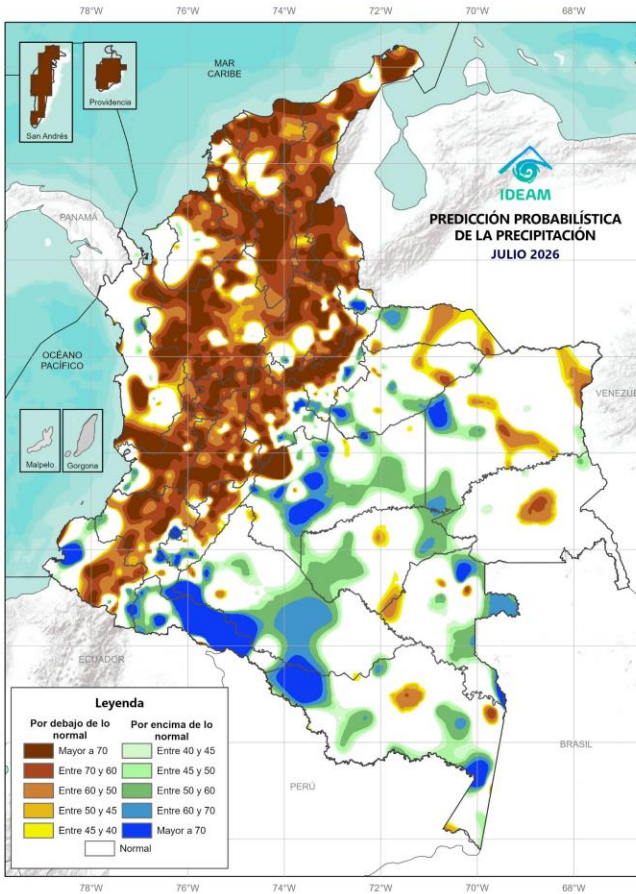 78°W 76°W 74°W 72°W 70°W 68°W
MAR
CARIBE
San Andrés
Providencia
IDEAM
PREDICCIÓN PROBABILÍSTICA
DE LA PRECIPITACIÓN
JULIO 2026
PANAMÁ
OCÉANO
PACÍFICO
Malpelo
Gorgona
ECUADOR
BRASIL
PERÚ
Leyenda
Por debajo de lo
normal
Mayor a 70
Entre 70 y 60
Entre 60 y 50
Entre 50 y 45
Entre 45 y 40
Por encima de lo
normal
Entre 40 y 45
Entre 45 y 50
Entre 50 y 60
Entre 60 y 70
Mayor a 70
Normal
78°W 76°W 74°W 72°W 70°W 68°W